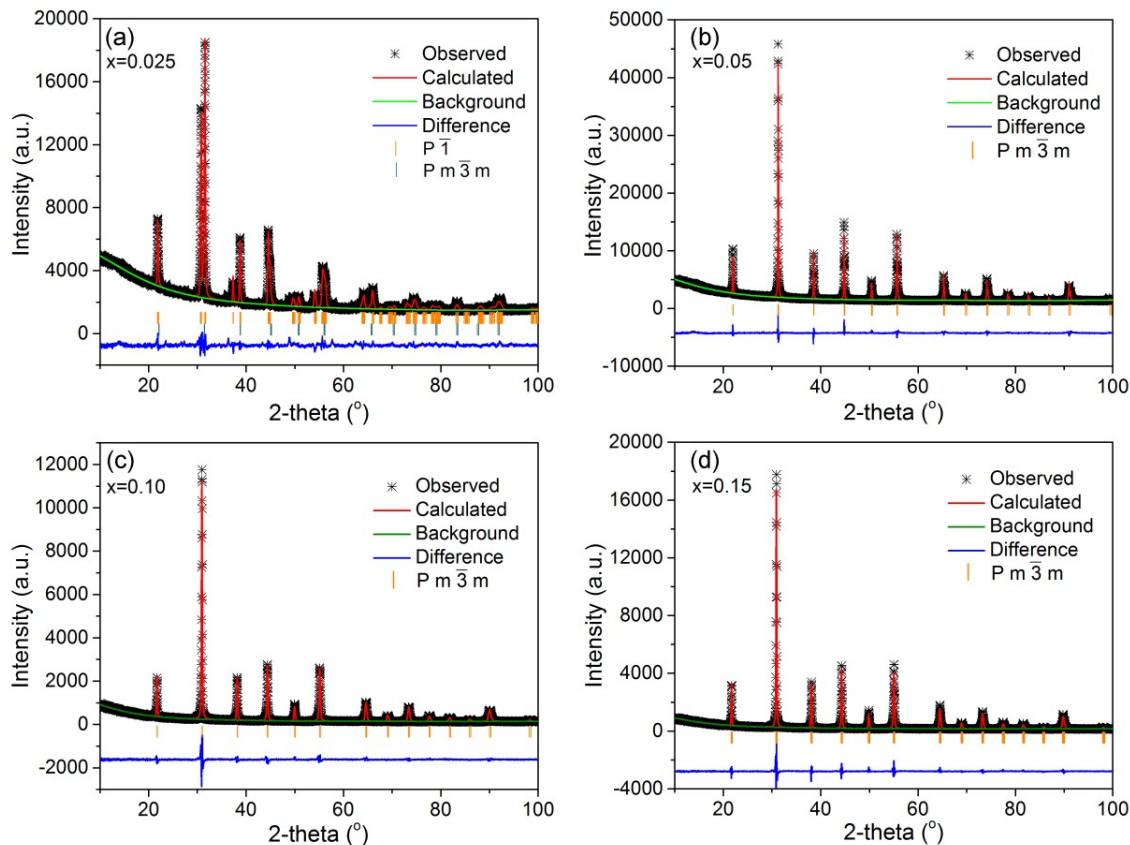 (a)
x=0.025
Observed
Calculated
Background
Difference
P 1̅
P m 3̅ m
Intensity (a.u.)
20000
16000
12000
8000
4000
0
20 40 60 80 100
2-theta (°)
(b)
x=0.05
Observed
Calculated
Background
Difference
P m 3̅ m
Intensity (a.u.)
50000
40000
30000
20000
10000
0
-10000
20 40 60 80 100
2-theta (°)
(c)
x=0.10
Observed
Calculated
Background
Difference
P m 3̅ m
Intensity (a.u.)
12000
10000
8000
6000
4000
2000
0
-2000
20 40 60 80 100
2-theta (°)
(d)
x=0.15
Observed
Calculated
Background
Difference
P m 3̅ m
Intensity (a.u.)
20000
16000
12000
8000
4000
0
-4000
20 40 60 80 100
2-theta (°)